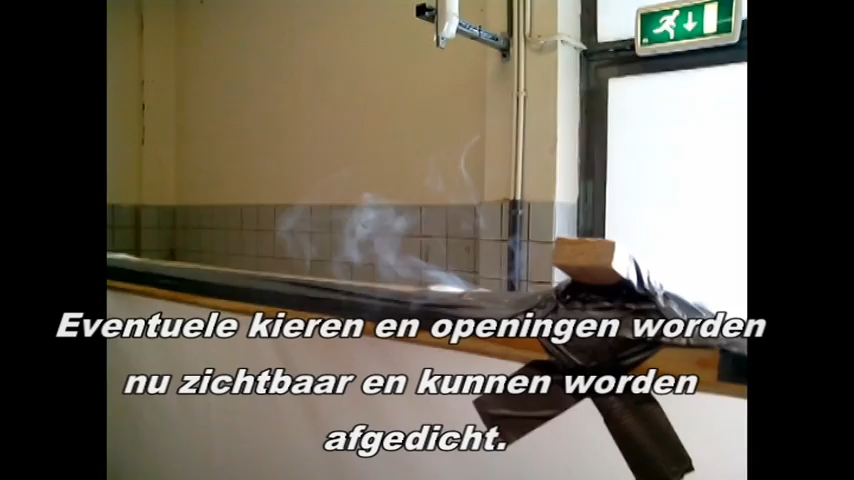 Eventuele kieren en openingen worden
nu zichtbaar en kunnen worden
afgedicht.